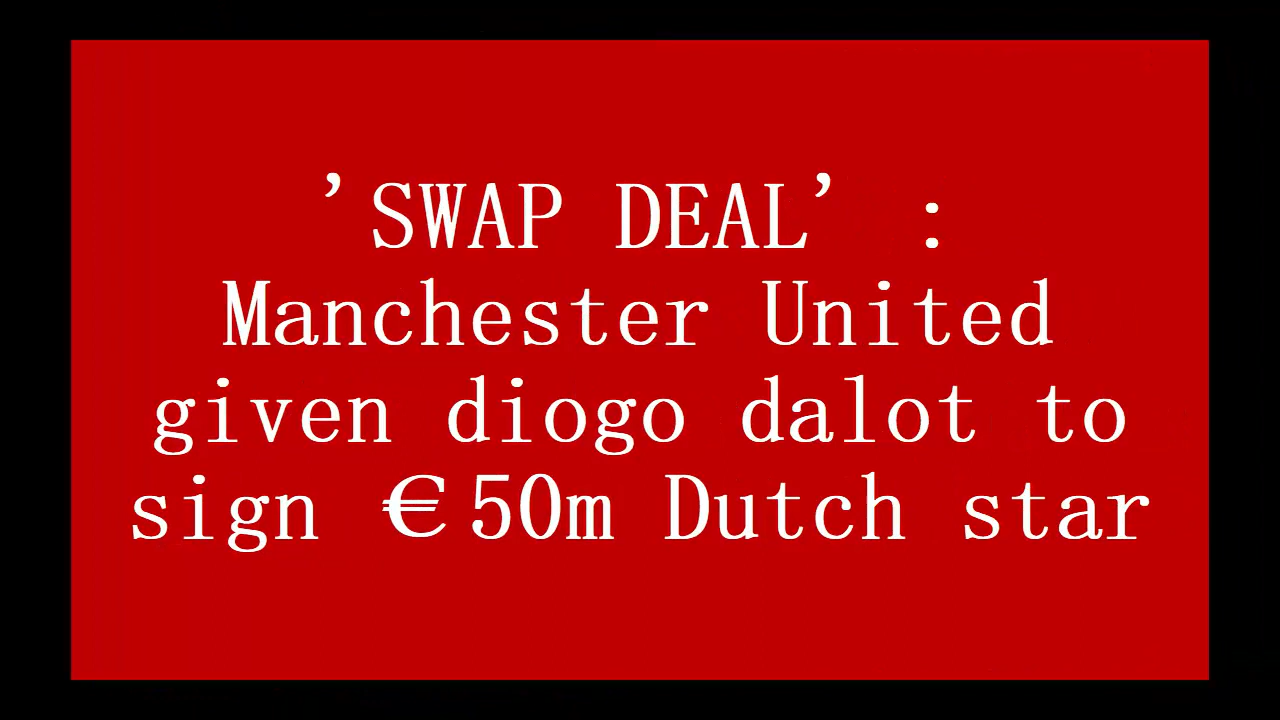 'SWAP DEAL' :
Manchester United
given diogo dalot to
sign €50m Dutch star